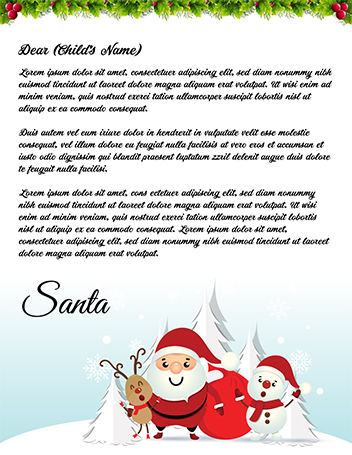 Dear (Child's Name)
Lorem ipsum dolor sit amet, consectetuer adipiscing elit, sed diam
nonummy nibh euismod tincidunt ut laoreet dolore magna. Ut wisi enim ad
minim veniam, quis nostrud exerci tation ullamcorper suscipit lobortis nisl ut
aliquip ex ea commodo consequat.
Duis autem vel eum iriure dolor in hendrerit in vulputate velit esse molestie
consequat, vel illum dolore eu feugiat nulla facilisis at vero eros et accumsan
et iusto odio dignissim qui blandit praesent luptatum zzril delenit augue duis
dolore te feugait nulla facilisi.
Lorem ipsum dolor sit amet, cons ectetuer adipiscing elit, sed diam
nonummy nibh euismod tincidunt ut laoreet dolore magna aliquam erat
volutpat. Ut wisi enim ad minim veniam, quis nostrud exerci tation
ullamcorper suscipit lobortis nisl ut aliquip ex ea commodo consequat.
Lorem ipsum dolor sit amet, consectetuer adipiscing elit, sed diam
nonummy nibh euismod tincidunt ut laoreet dolore magna aliquam erat
volutpat.
Santa